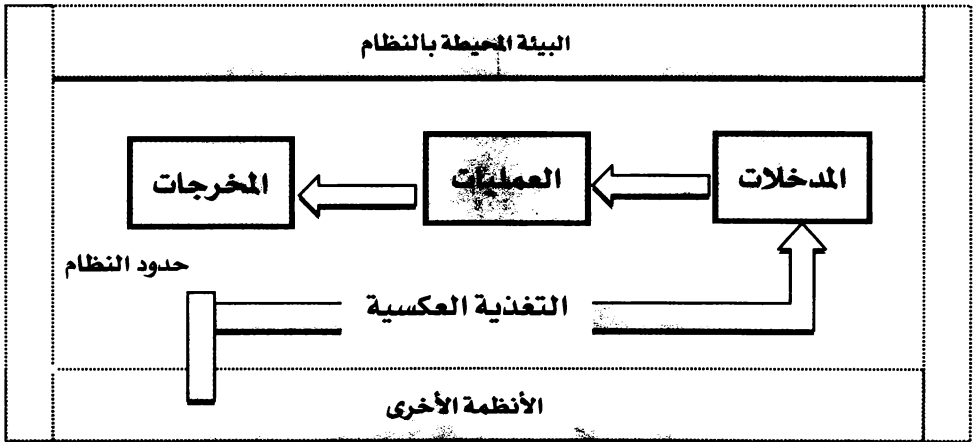 البيئة المحيطة بالنظام
المدخلات
العمليات
المخرجات
حدود النظام
التغذية العكسية
الأنظمة الأخرى